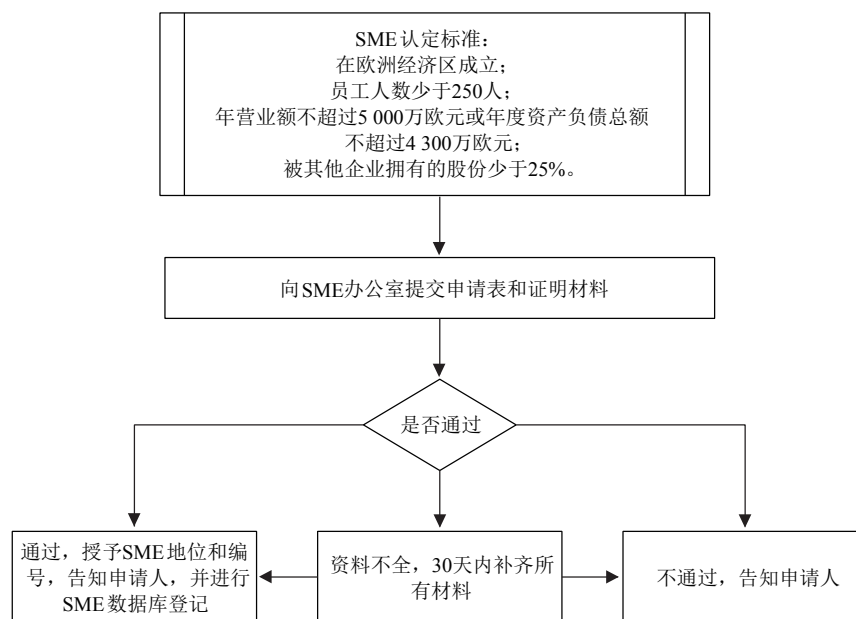 SME认定标准：
在欧洲经济区成立；
员工人数少于250人；
年营业额不超过5 000万欧元或年度资产负债总额
不超过4 300万欧元；
被其他企业拥有的股份少于25%。
向SME办公室提交申请表和证明材料
是否通过
通过，授予SME地位和编
号，告知申请人，并进行
SME数据库登记
资料不全，30天内补齐所
有材料
不通过，告知申请人